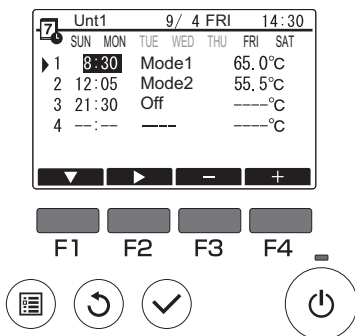 7 Unt1 9/ 4 FRI 14:30
SUN MON TUE WED THU FRI SAT
1 8:30 Mode1 65.0°C
2 12:05 Mode2 55.5°C
3 21:30 Off ----°C
4 --:-- ---- ----°C
▼ ▶ − +
F1 F2 F3 F4